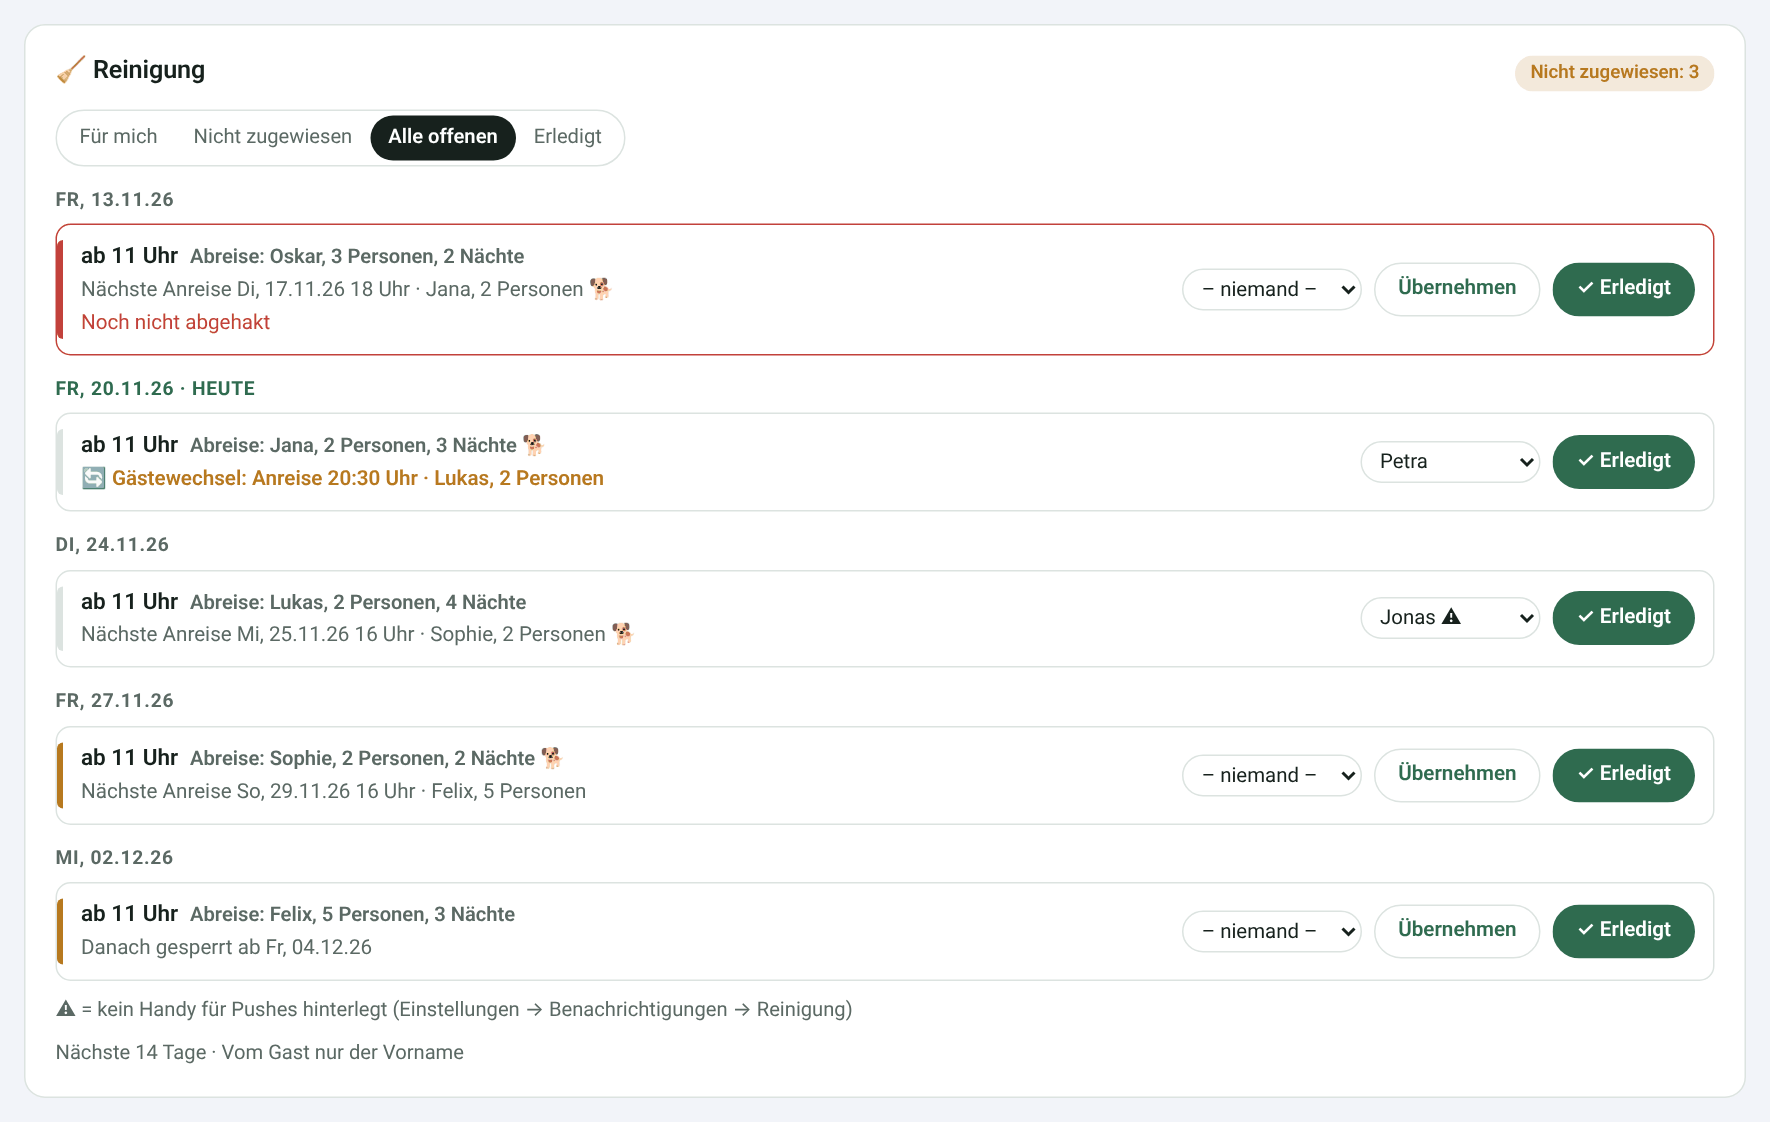 🧹 Reinigung
Nicht zugewiesen: 3
Für mich Nicht zugewiesen Alle offenen Erledigt
FR, 13.11.26
ab 11 Uhr Abreise: Oskar, 3 Personen, 2 Nächte
Nächste Anreise Di, 17.11.26 18 Uhr · Jana, 2 Personen 🐕
Noch nicht abgehakt
– niemand – Übernehmen ✓ Erledigt
FR, 20.11.26 · HEUTE
ab 11 Uhr Abreise: Jana, 2 Personen, 3 Nächte 🐕
🔄 Gästewechsel: Anreise 20:30 Uhr · Lukas, 2 Personen
Petra ✓ Erledigt
DI, 24.11.26
ab 11 Uhr Abreise: Lukas, 2 Personen, 4 Nächte
Nächste Anreise Mi, 25.11.26 16 Uhr · Sophie, 2 Personen 🐕
Jonas ⚠ ✓ Erledigt
FR, 27.11.26
ab 11 Uhr Abreise: Sophie, 2 Personen, 2 Nächte 🐕
Nächste Anreise So, 29.11.26 16 Uhr · Felix, 5 Personen
– niemand – Übernehmen ✓ Erledigt
MI, 02.12.26
ab 11 Uhr Abreise: Felix, 5 Personen, 3 Nächte
Danach gesperrt ab Fr, 04.12.26
– niemand – Übernehmen ✓ Erledigt
⚠ = kein Handy für Pushes hinterlegt (Einstellungen → Benachrichtigungen → Reinigung)
Nächste 14 Tage · Vom Gast nur der Vorname